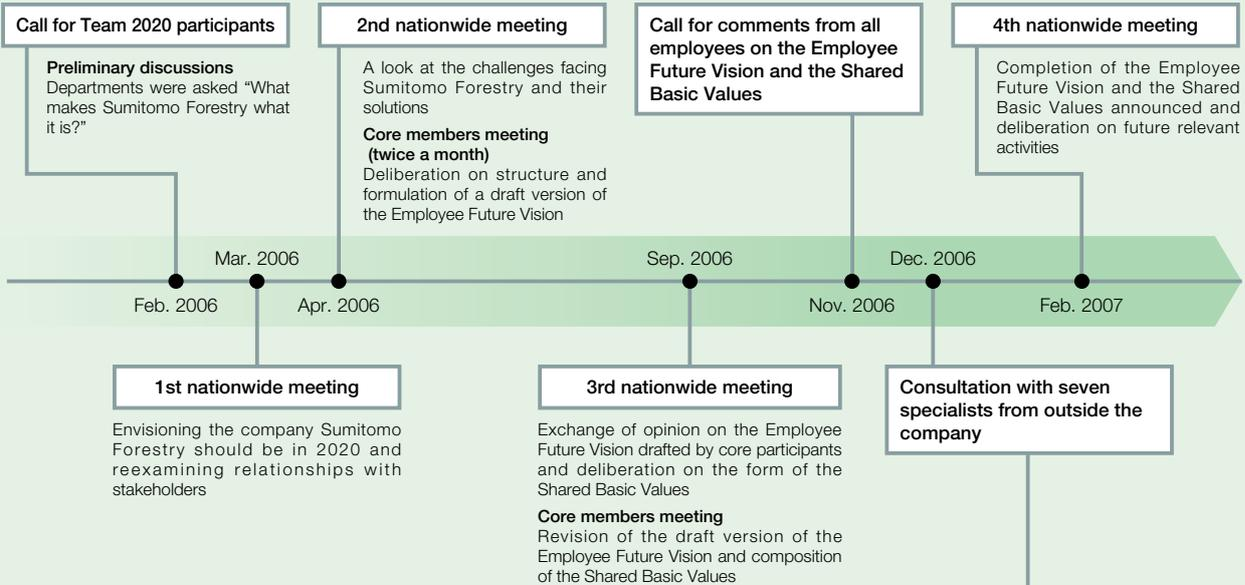 Call for Team 2020 participants
Preliminary discussions
Departments were asked “What
makes Sumitomo Forestry what
it is?”
2nd nationwide meeting
A look at the challenges facing
Sumitomo Forestry and their
solutions
Core members meeting
(twice a month)
Deliberation on structure and
formulation of a draft version of
the Employee Future Vision
Call for comments from all
employees on the Employee
Future Vision and the Shared
Basic Values
4th nationwide meeting
Completion of the Employee
Future Vision and the Shared
Basic Values announced and
deliberation on future relevant
activities
Feb. 2006
Mar. 2006
Apr. 2006
Sep. 2006
Nov. 2006
Dec. 2006
Feb. 2007
1st nationwide meeting
Envisioning the company Sumitomo
Forestry should be in 2020 and
reexamining relationships with
stakeholders
3rd nationwide meeting
Exchange of opinion on the Employee
Future Vision drafted by core participants
and deliberation on the form of the
Shared Basic Values
Core members meeting
Revision of the draft version of the
Employee Future Vision and composition
of the Shared Basic Values
Consultation with seven
specialists from outside the
company